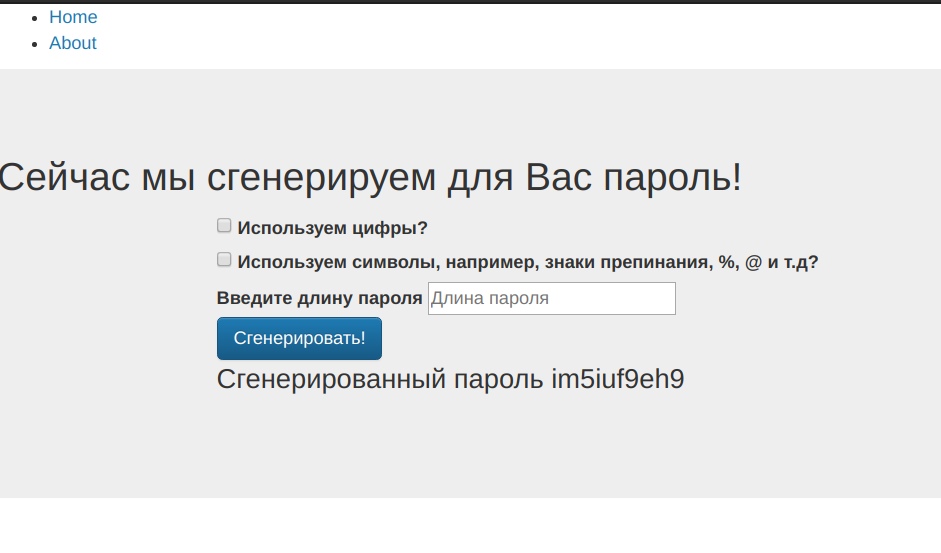 Home
About
Сейчас мы сгенерируем для Вас пароль!
Используем цифры?
Используем символы, например, знаки препинания, %, @ и т.д?
Введите длину пароля Длина пароля
Сгенерировать!
Сгенерированный пароль im5iuf9eh9